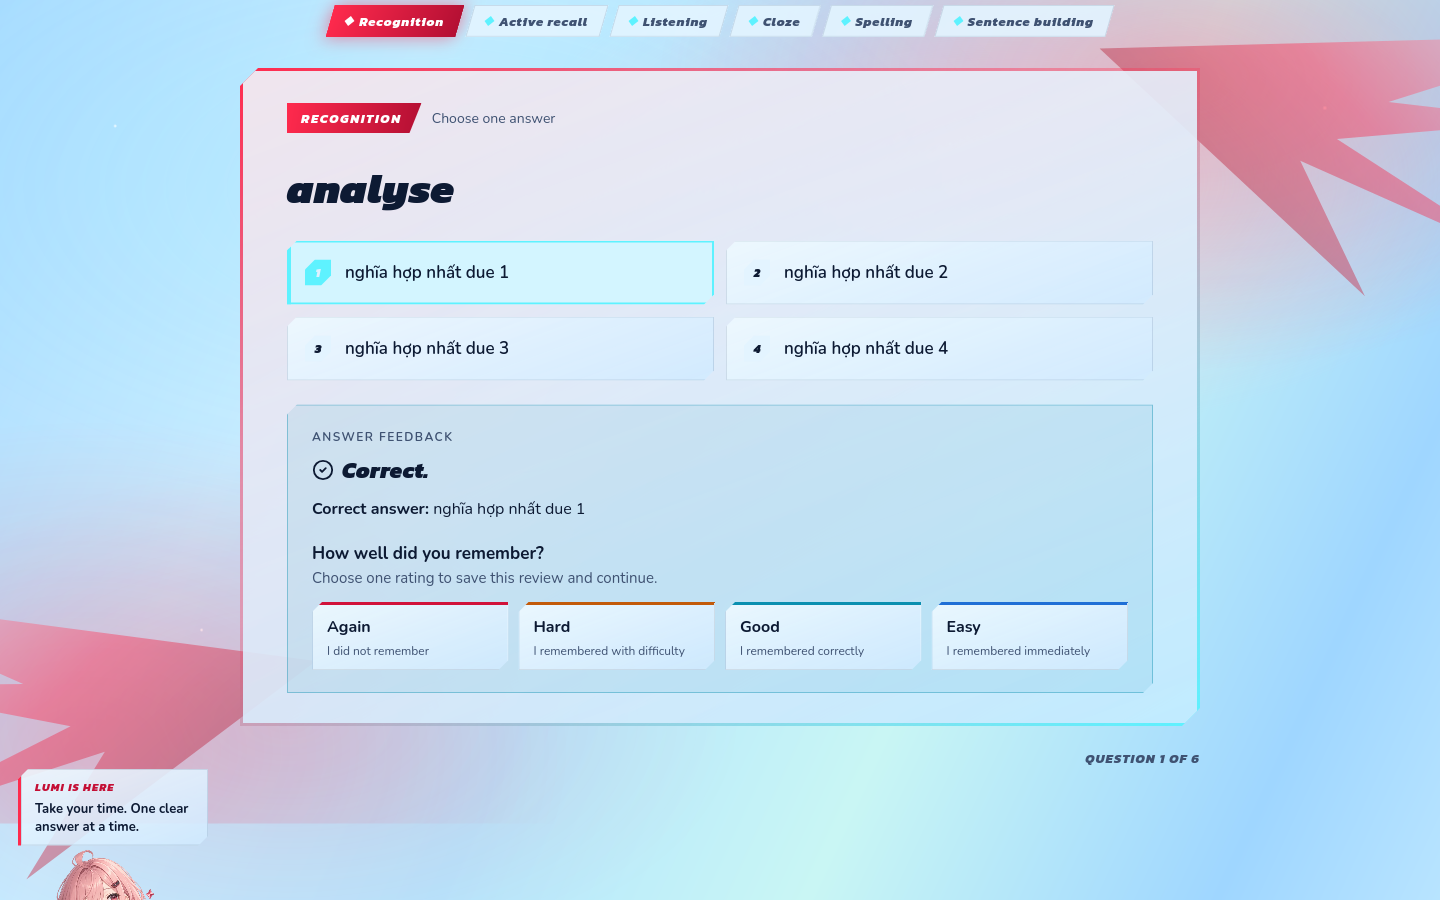 Recognition
Active recall
Listening
Cloze
Spelling
Sentence building
RECOGNITION
Choose one answer
analyse
1 nghĩa hợp nhất due 1
2 nghĩa hợp nhất due 2
3 nghĩa hợp nhất due 3
4 nghĩa hợp nhất due 4
ANSWER FEEDBACK
Correct.
Correct answer: nghĩa hợp nhất due 1
How well did you remember?
Choose one rating to save this review and continue.
Again
I did not remember
Hard
I remembered with difficulty
Good
I remembered correctly
Easy
I remembered immediately
QUESTION 1 OF 6
LUMI IS HERE
Take your time. One clear
answer at a time.